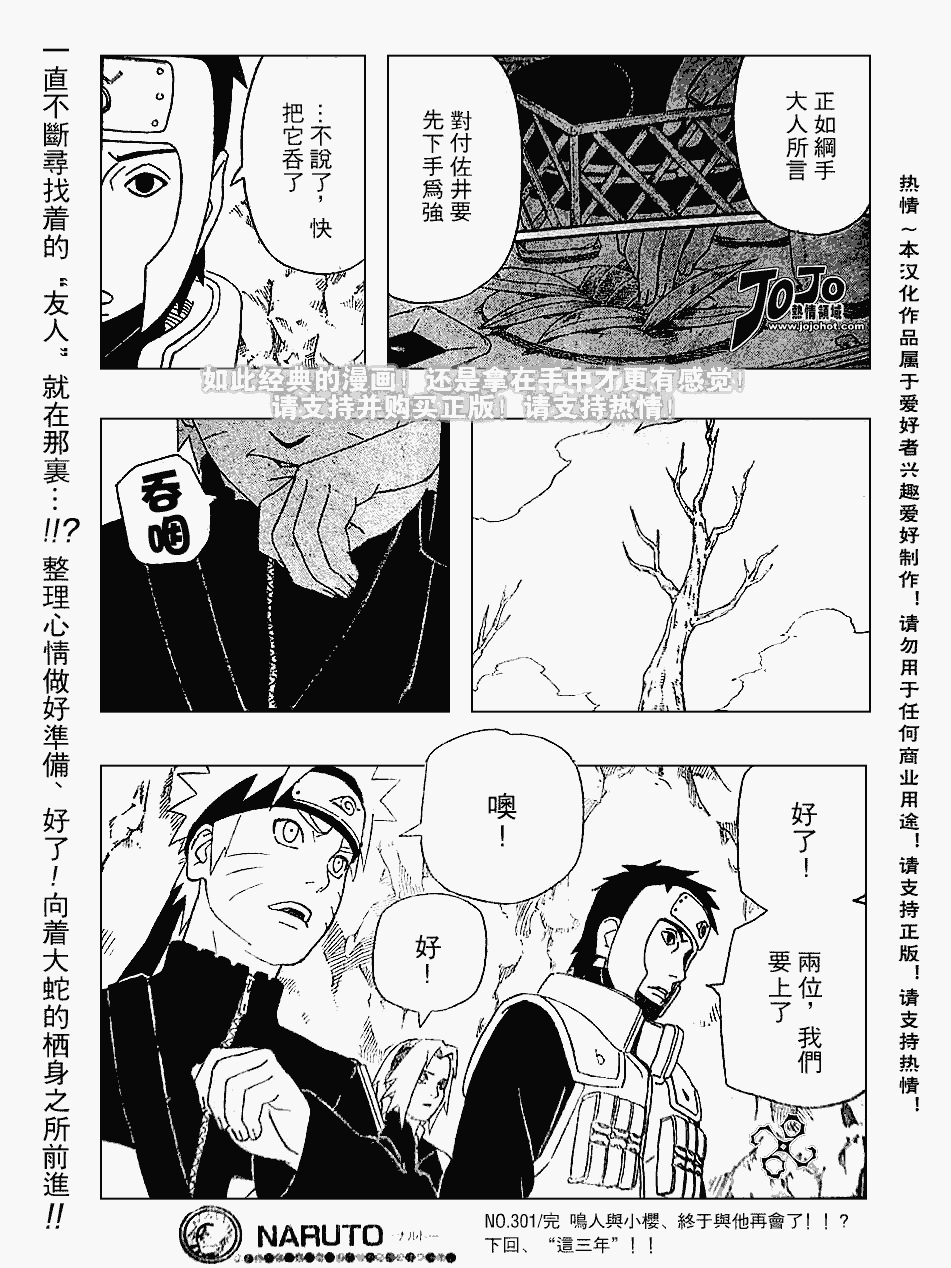 热情～本汉化作品属于爱好者兴趣爱好制作！请勿用于任何商业用途！请支持正版！请支持热情！
正如綱手
大人所言
對付佐井要
先下手爲強
JOJO
熱情領域
www.jojohot.com
…不說了，快
把它吞了
如此经典的漫画！还是拿在手中才更有感觉！
请支持并购买正版！请支持热情！
吞
咽
好了！
兩位，我們
要上了
噢！
好！
一直不斷尋找着的“友人”就在那裏…!!?整理心情做好準備、好了！向着大蛇的栖身之所前進!!
NARUTO
ナルト
NO.301/完 鳴人與小櫻、終于與他再會了！！？
下回、“這三年”！！